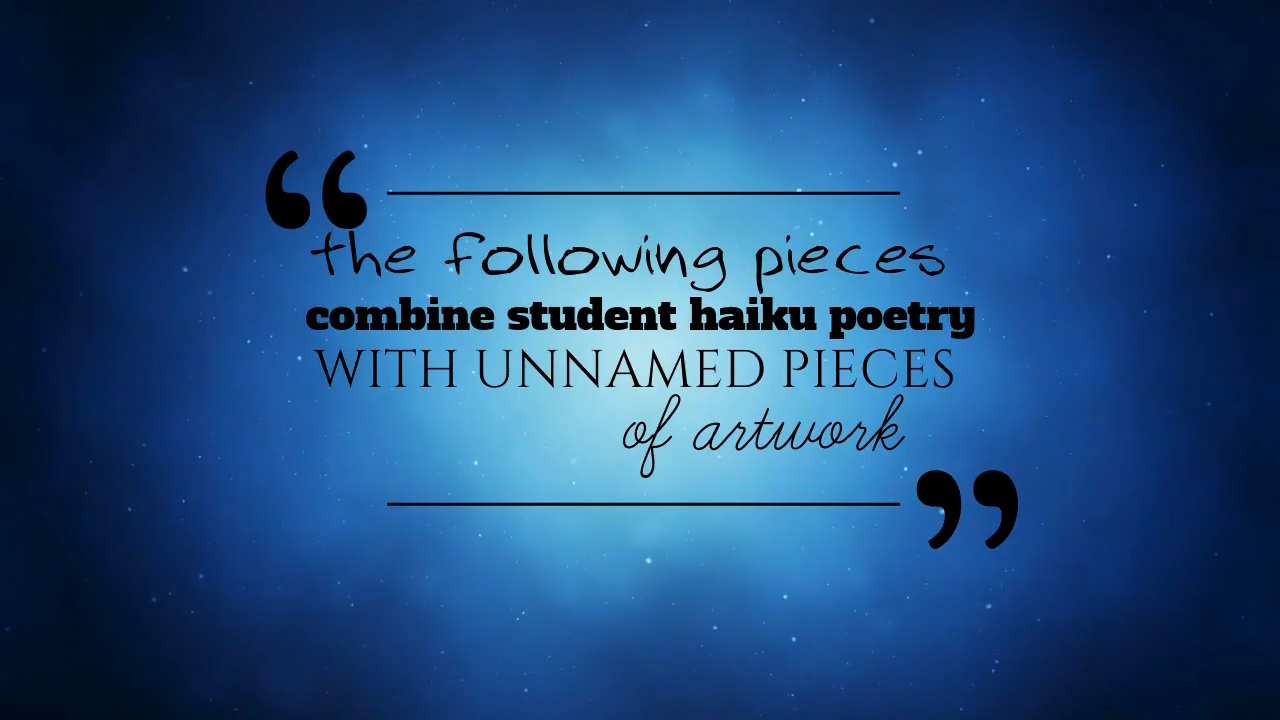 “
the following pieces
combine student haiku poetry
WITH UNNAMED PIECES
of artwork
”